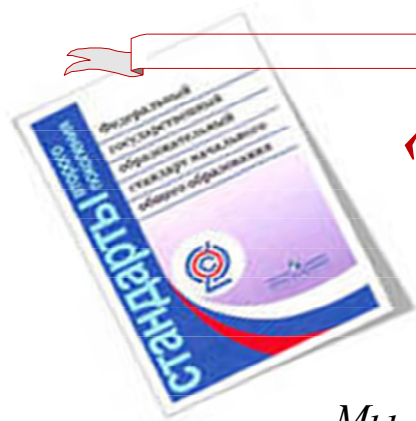 «
Федеральный
государственный
образовательный
стандарт начального
общего образования
стандарты второго
поколения
Мы